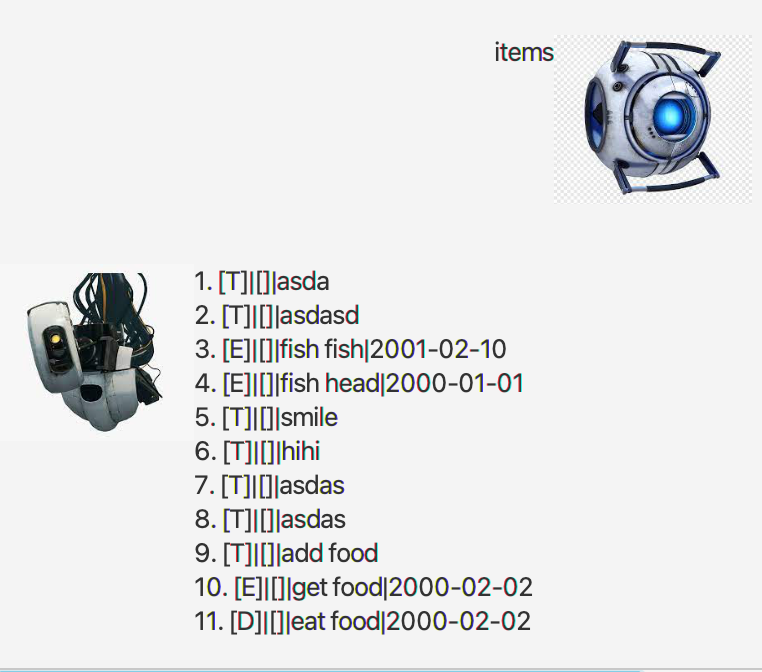 items
1. [T]|[]|asda
2. [T]|[]|asdasd
3. [E]|[]|fish fish|2001-02-10
4. [E]|[]|fish head|2000-01-01
5. [T]|[]|smile
6. [T]|[]|hihi
7. [T]|[]|asdas
8. [T]|[]|asdas
9. [T]|[]|add food
10. [E]|[]|get food|2000-02-02
11. [D]|[]|eat food|2000-02-02